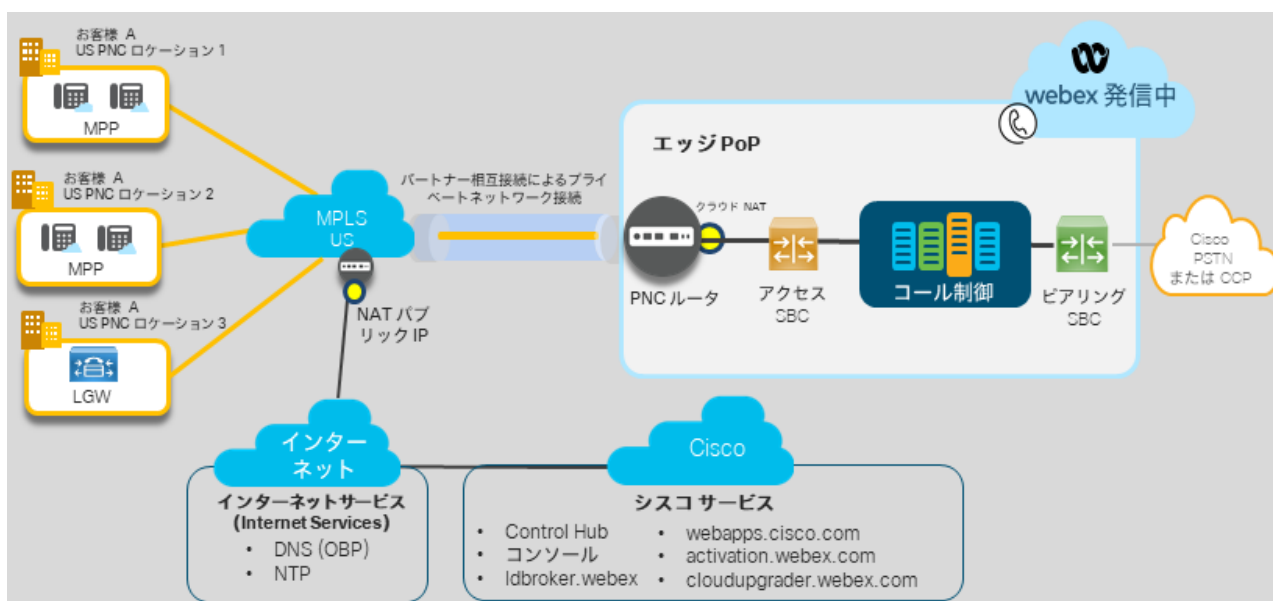 お客様 A
US PNC ロケーション 1
MPP
お客様 A
US PNC ロケーション 2
MPP
お客様 A
US PNC ロケーション 3
LGW
MPLS
US
NAT パブ
リック IP
パートナー相互接続によるプライ
ベートネットワーク接続
webex 発信中
エッジ PoP
クラウド NAT
PNC ルータ
アクセス
SBC
コール制御
ピアリング
SBC
Cisco
PSTN
または CCP
インター
ネット
インターネットサービス
(Internet Services)
• DNS (OBP)
• NTP
Cisco
シスコ サービス
• Control Hub
• コンソール
• Idbroker.webex
• webapps.cisco.com
• activation.webex.com
• cloudupgrader.webex.com